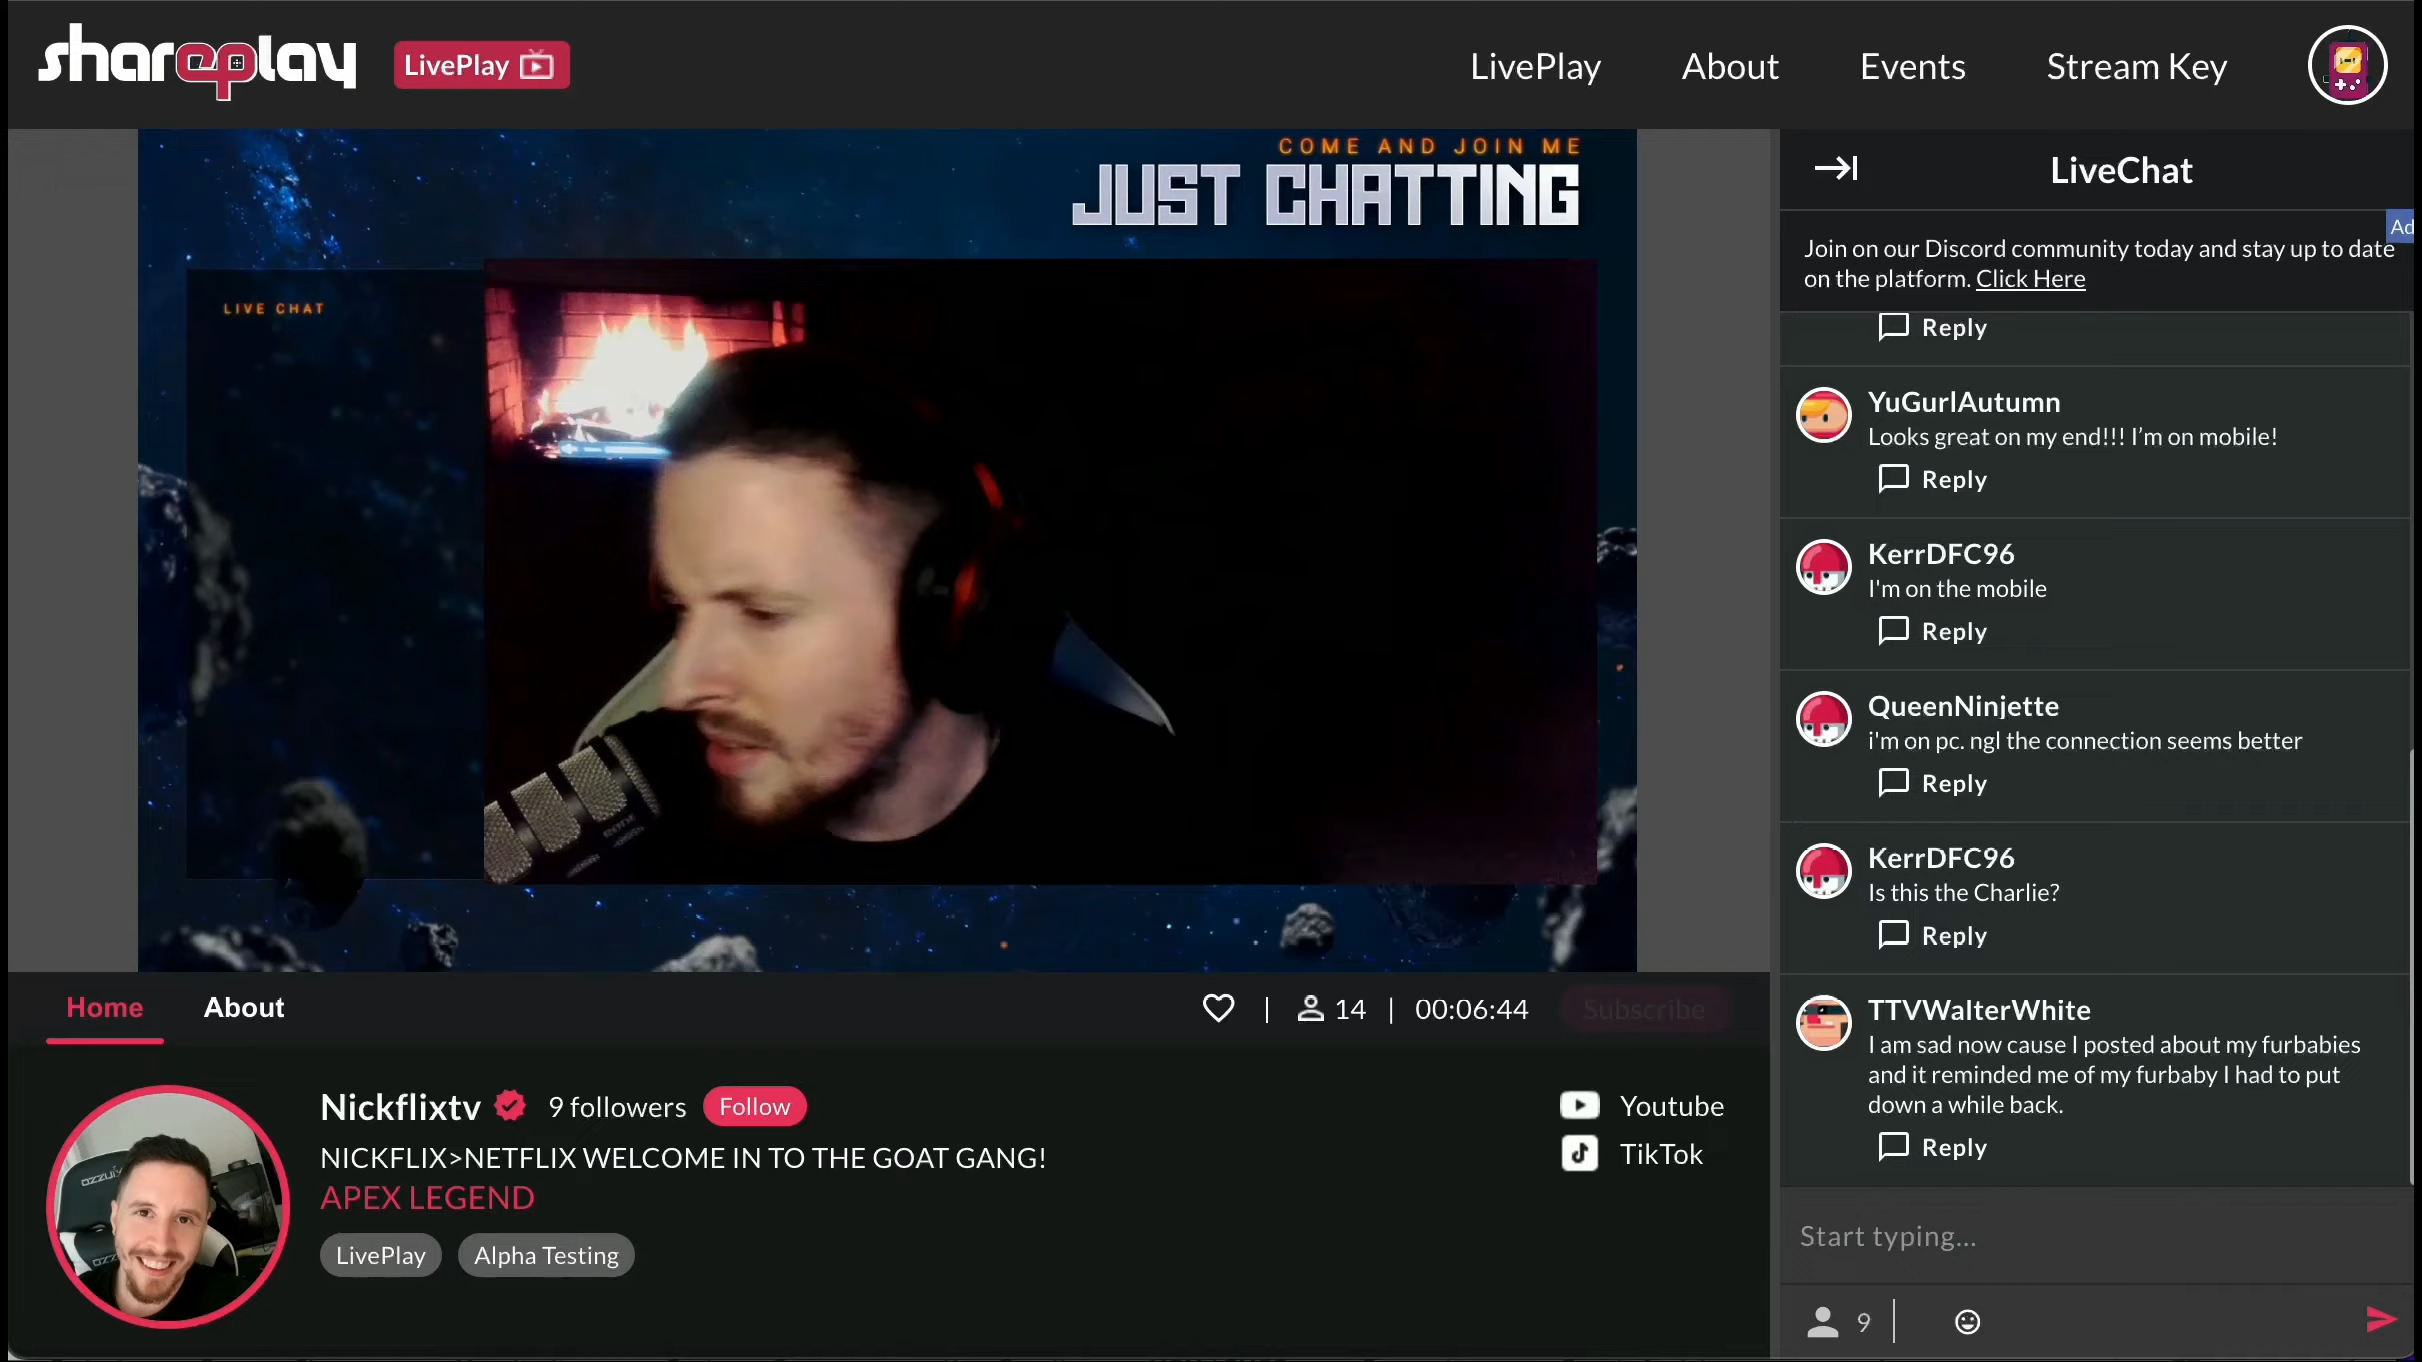 shareplay
LivePlay
LivePlay
About
Events
Stream Key
COME AND JOIN ME
JUST CHATTING
LIVE CHAT
LiveChat
Ad
Join on our Discord community today and stay up to date
on the platform. Click Here
Reply
YuGurlAutumn
Looks great on my end!!! I’m on mobile!
Reply
KerrDFC96
I'm on the mobile
Reply
QueenNinjette
i'm on pc. ngl the connection seems better
Reply
KerrDFC96
Is this the Charlie?
Reply
TTVWalterWhite
I am sad now cause I posted about my furbabies
and it reminded me of my furbaby I had to put
down a while back.
Reply
Start typing...
9
Home
About
14
00:06:44
Subscribe
Nickflixtv
9 followers
Follow
NICKFLIX>NETFLIX WELCOME IN TO THE GOAT GANG!
APEX LEGEND
LivePlay
Alpha Testing
Youtube
TikTok